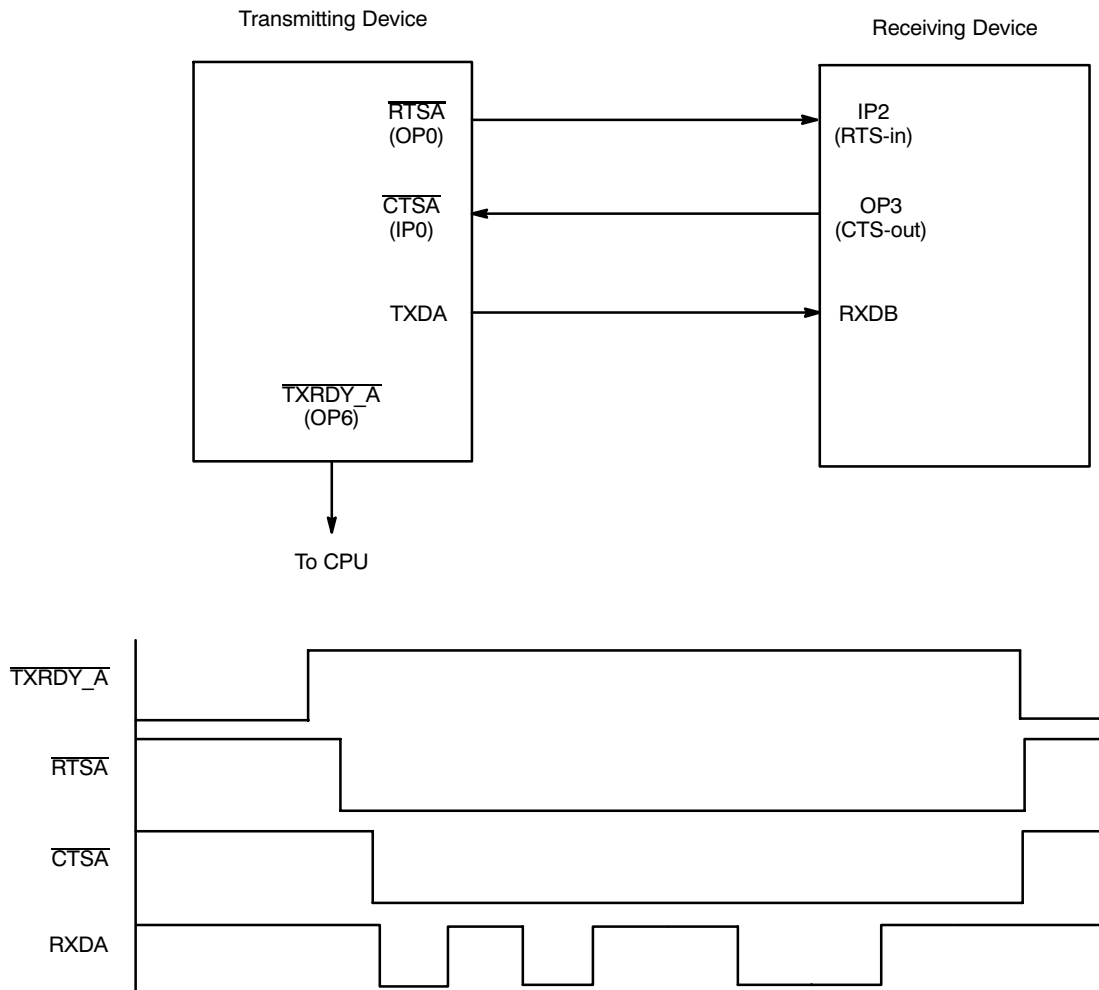 Transmitting Device
Receiving Device
RTSA
(OP0)
IP2
(RTS-in)
CTSA
(IP0)
OP3
(CTS-out)
TXDA
RXDB
TXRDY_A
(OP6)
To CPU
TXRDY_A
RTSA
CTSA
RXDA